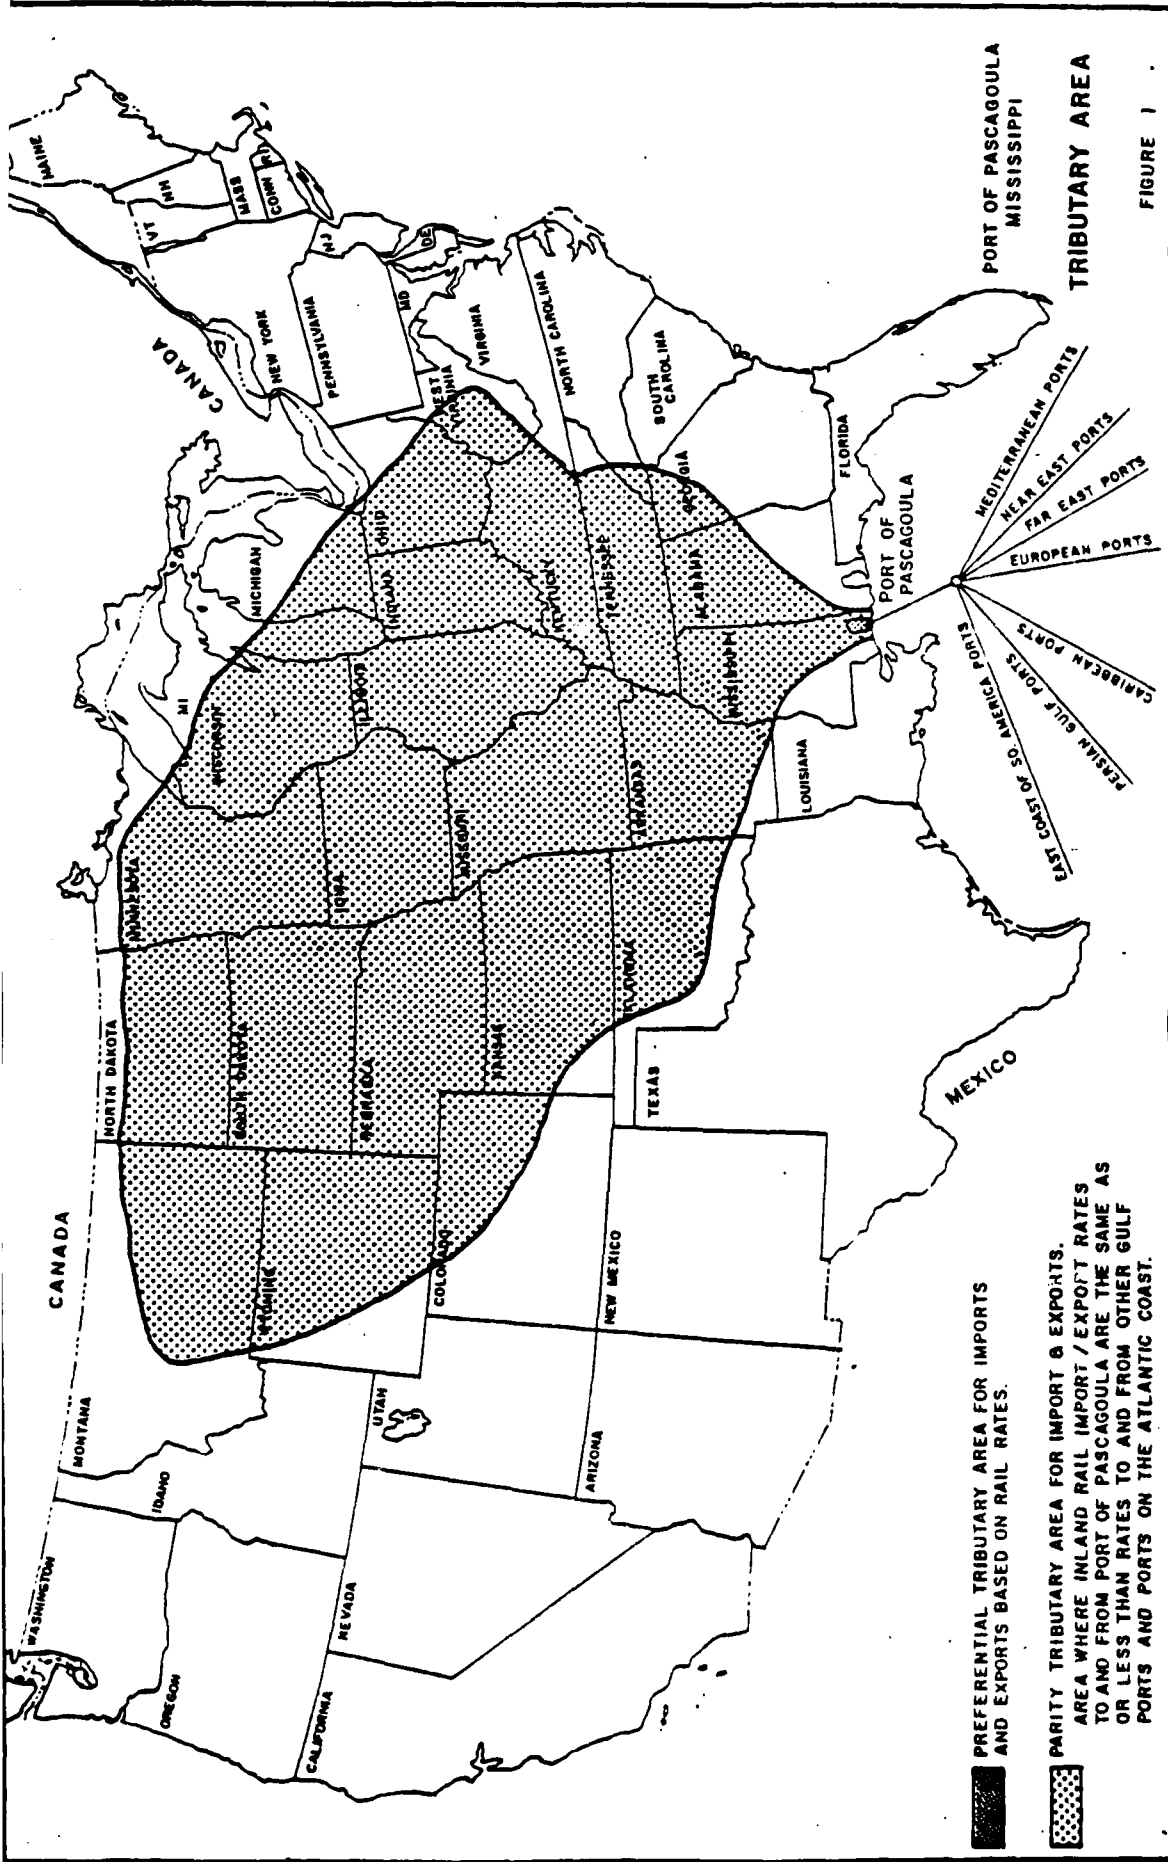 CANADA
CANADA
WASHINGTON
MONTANA
NORTH DAKOTA
MINNESOTA
MI
MICHIGAN
VT
NH
MAINE
MASS
CONN
RI
NEW YORK
OREGON
IDAHO
WYOMING
SOUTH DAKOTA
WISCONSIN
PENNSYLVANIA
NJ
NEVADA
UTAH
NEBRASKA
IOWA
ILLINOIS
INDIANA
OHIO
MD
DE
CALIFORNIA
COLORADO
KANSAS
MISSOURI
KENTUCKY
WEST
VIRGINIA
VIRGINIA
ARIZONA
NEW MEXICO
TEXAS
OKLAHOMA
ARKANSAS
TENNESSEE
NORTH CAROLINA
SOUTH
CAROLINA
MISSISSIPPI
ALABAMA
GEORGIA
LOUISIANA
FLORIDA
MEXICO
PORT OF
PASCAGOULA
EAST COAST OF SO. AMERICA PORTS
PERSIAN GULF PORTS
CARIBBEAN PORTS
EUROPEAN PORTS
FAR EAST PORTS
NEAR EAST PORTS
MEDITERRANEAN PORTS
PREFERENTIAL TRIBUTARY AREA FOR IMPORTS
AND EXPORTS BASED ON RAIL RATES.
PARITY TRIBUTARY AREA FOR IMPORT & EXPORTS.
AREA WHERE INLAND RAIL IMPORT / EXPORT RATES
TO AND FROM PORT OF PASCAGOULA ARE THE SAME AS
OR LESS THAN RATES TO AND FROM OTHER GULF
PORTS AND PORTS ON THE ATLANTIC COAST.
PORT OF PASCAGOULA
MISSISSIPPI
TRIBUTARY AREA
FIGURE 1